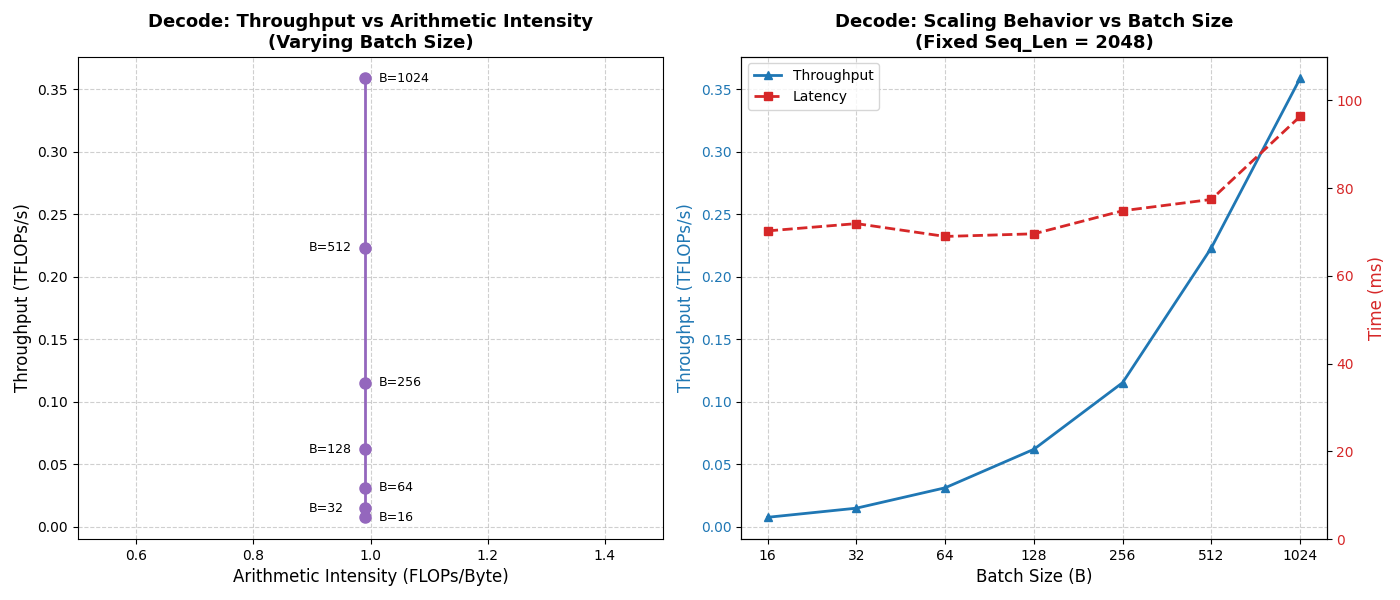 Decode: Throughput vs Arithmetic Intensity
(Varying Batch Size)
Throughput (TFLOPs/s)
0.35
0.30
0.25
0.20
0.15
0.10
0.05
0.00
B=1024
B=512
B=256
B=128
B=64
B=32
B=16
0.6
0.8
1.0
1.2
1.4
Arithmetic Intensity (FLOPs/Byte)
Decode: Scaling Behavior vs Batch Size
(Fixed Seq_Len = 2048)
Throughput
Latency
Throughput (TFLOPs/s)
0.35
0.30
0.25
0.20
0.15
0.10
0.05
0.00
100
80
60
40
20
0
Time (ms)
16
32
64
128
256
512
1024
Batch Size (B)